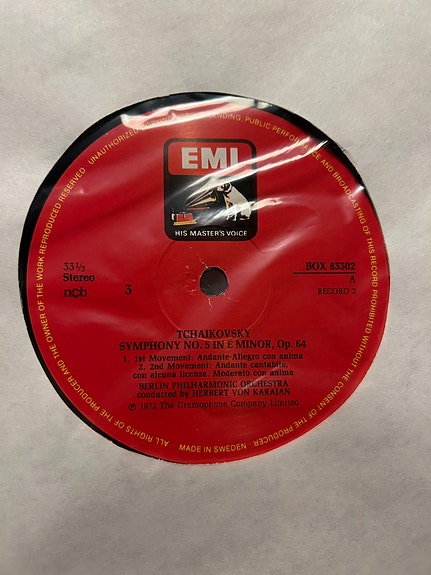 UNAUTHORIZED COPYING, HIRING, LENDING, PUBLIC PERFORMANCE AND BROADCASTING OF THIS RECORD PROHIBITED WITHOUT THE CONSENT OF THE PRODUCER · ALL RIGHTS OF THE PRODUCER AND THE OWNER OF THE WORK REPRODUCED RESERVED
EMI
HIS MASTER'S VOICE
33⅓
Stereo
ncb
3
BOX 83302
A
RECORD 2
TCHAIKOVSKY
SYMPHONY NO. 5 IN E MINOR, Op. 64
1. 1st Movement: Andante-Allegro con anima
2. 2nd Movement: Andante cantabile,
con alcuna licenza. Moderato con anima
BERLIN PHILHARMONIC ORCHESTRA
conducted by HERBERT VON KARAJAN
℗ 1972 The Gramophone Company Limited
MADE IN SWEDEN